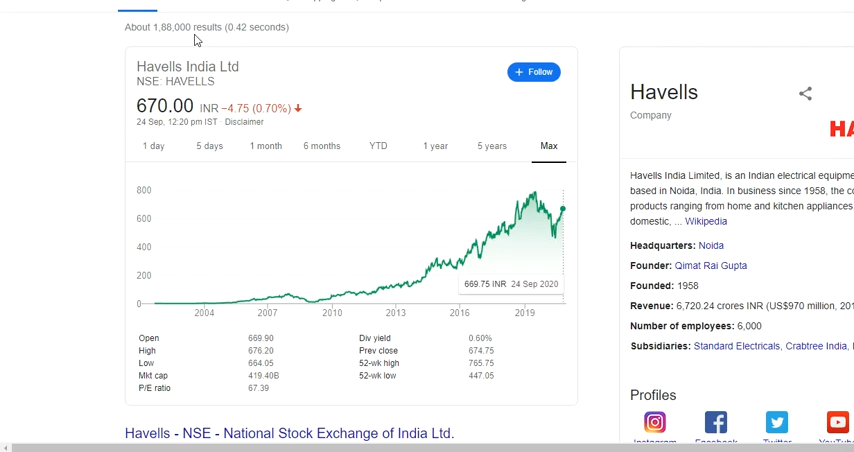 About 1,88,000 results (0.42 seconds)
Havells India Ltd
NSE: HAVELLS
+ Follow
670.00 INR −4.75 (0.70%)
24 Sep, 12:20 pm IST · Disclaimer
1 day 5 days 1 month 6 months YTD 1 year 5 years Max
800
600
400
200
0
669.75 INR 24 Sep 2020
2004 2007 2010 2013 2016 2019
Open 669.90 Div yield 0.60%
High 676.20 Prev close 674.75
Low 664.05 52-wk high 765.75
Mkt cap 419.40B 52-wk low 447.05
P/E ratio 67.39
Havells - NSE - National Stock Exchange of India Ltd.
Havells
Company
HA
Havells India Limited, is an Indian electrical equipme
based in Noida, India. In business since 1958, the co
products ranging from home and kitchen appliances
domestic, ... Wikipedia
Headquarters: Noida
Founder: Qimat Rai Gupta
Founded: 1958
Revenue: 6,720.24 crores INR (US$970 million, 201
Number of employees: 6,000
Subsidiaries: Standard Electricals, Crabtree India,
Profiles
Instagram Facebook Twitter YouTub